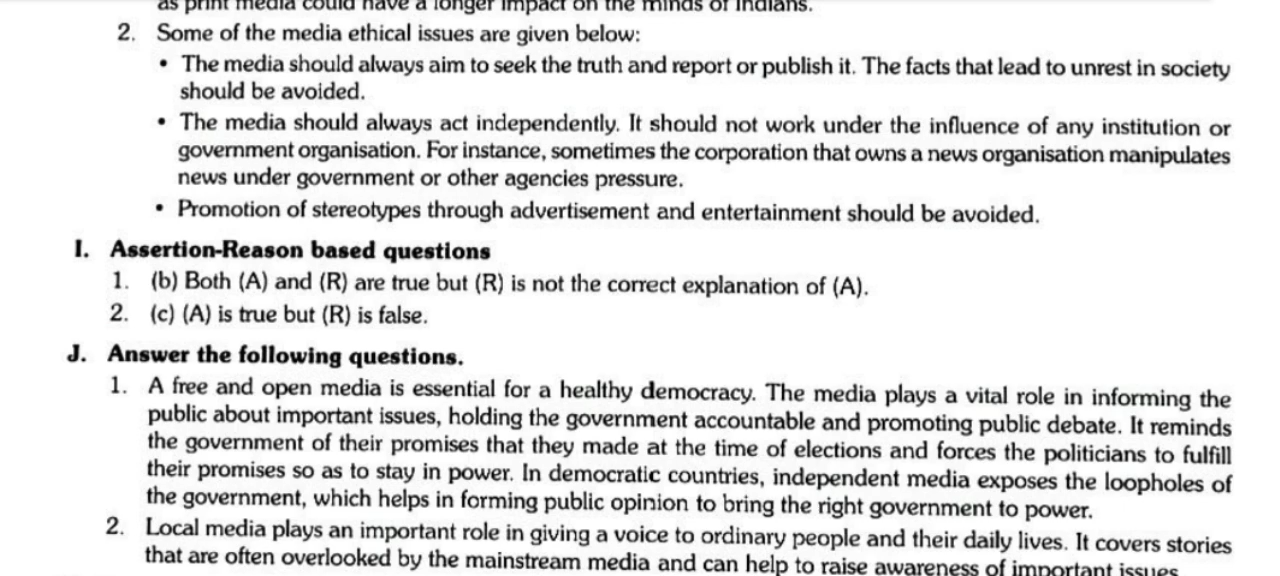 as print media could have a longer impact on the minds of Indians.
2. Some of the media ethical issues are given below:
• The media should always aim to seek the truth and report or publish it. The facts that lead to unrest in society
should be avoided.
• The media should always act independently. It should not work under the influence of any institution or
government organisation. For instance, sometimes the corporation that owns a news organisation manipulates
news under government or other agencies pressure.
• Promotion of stereotypes through advertisement and entertainment should be avoided.
I. Assertion-Reason based questions
1. (b) Both (A) and (R) are true but (R) is not the correct explanation of (A).
2. (c) (A) is true but (R) is false.
J. Answer the following questions.
1. A free and open media is essential for a healthy democracy. The media plays a vital role in informing the
public about important issues, holding the government accountable and promoting public debate. It reminds
the government of their promises that they made at the time of elections and forces the politicians to fulfill
their promises so as to stay in power. In democratic countries, independent media exposes the loopholes of
the government, which helps in forming public opinion to bring the right government to power.
2. Local media plays an important role in giving a voice to ordinary people and their daily lives. It covers stories
that are often overlooked by the mainstream media and can help to raise awareness of important issues